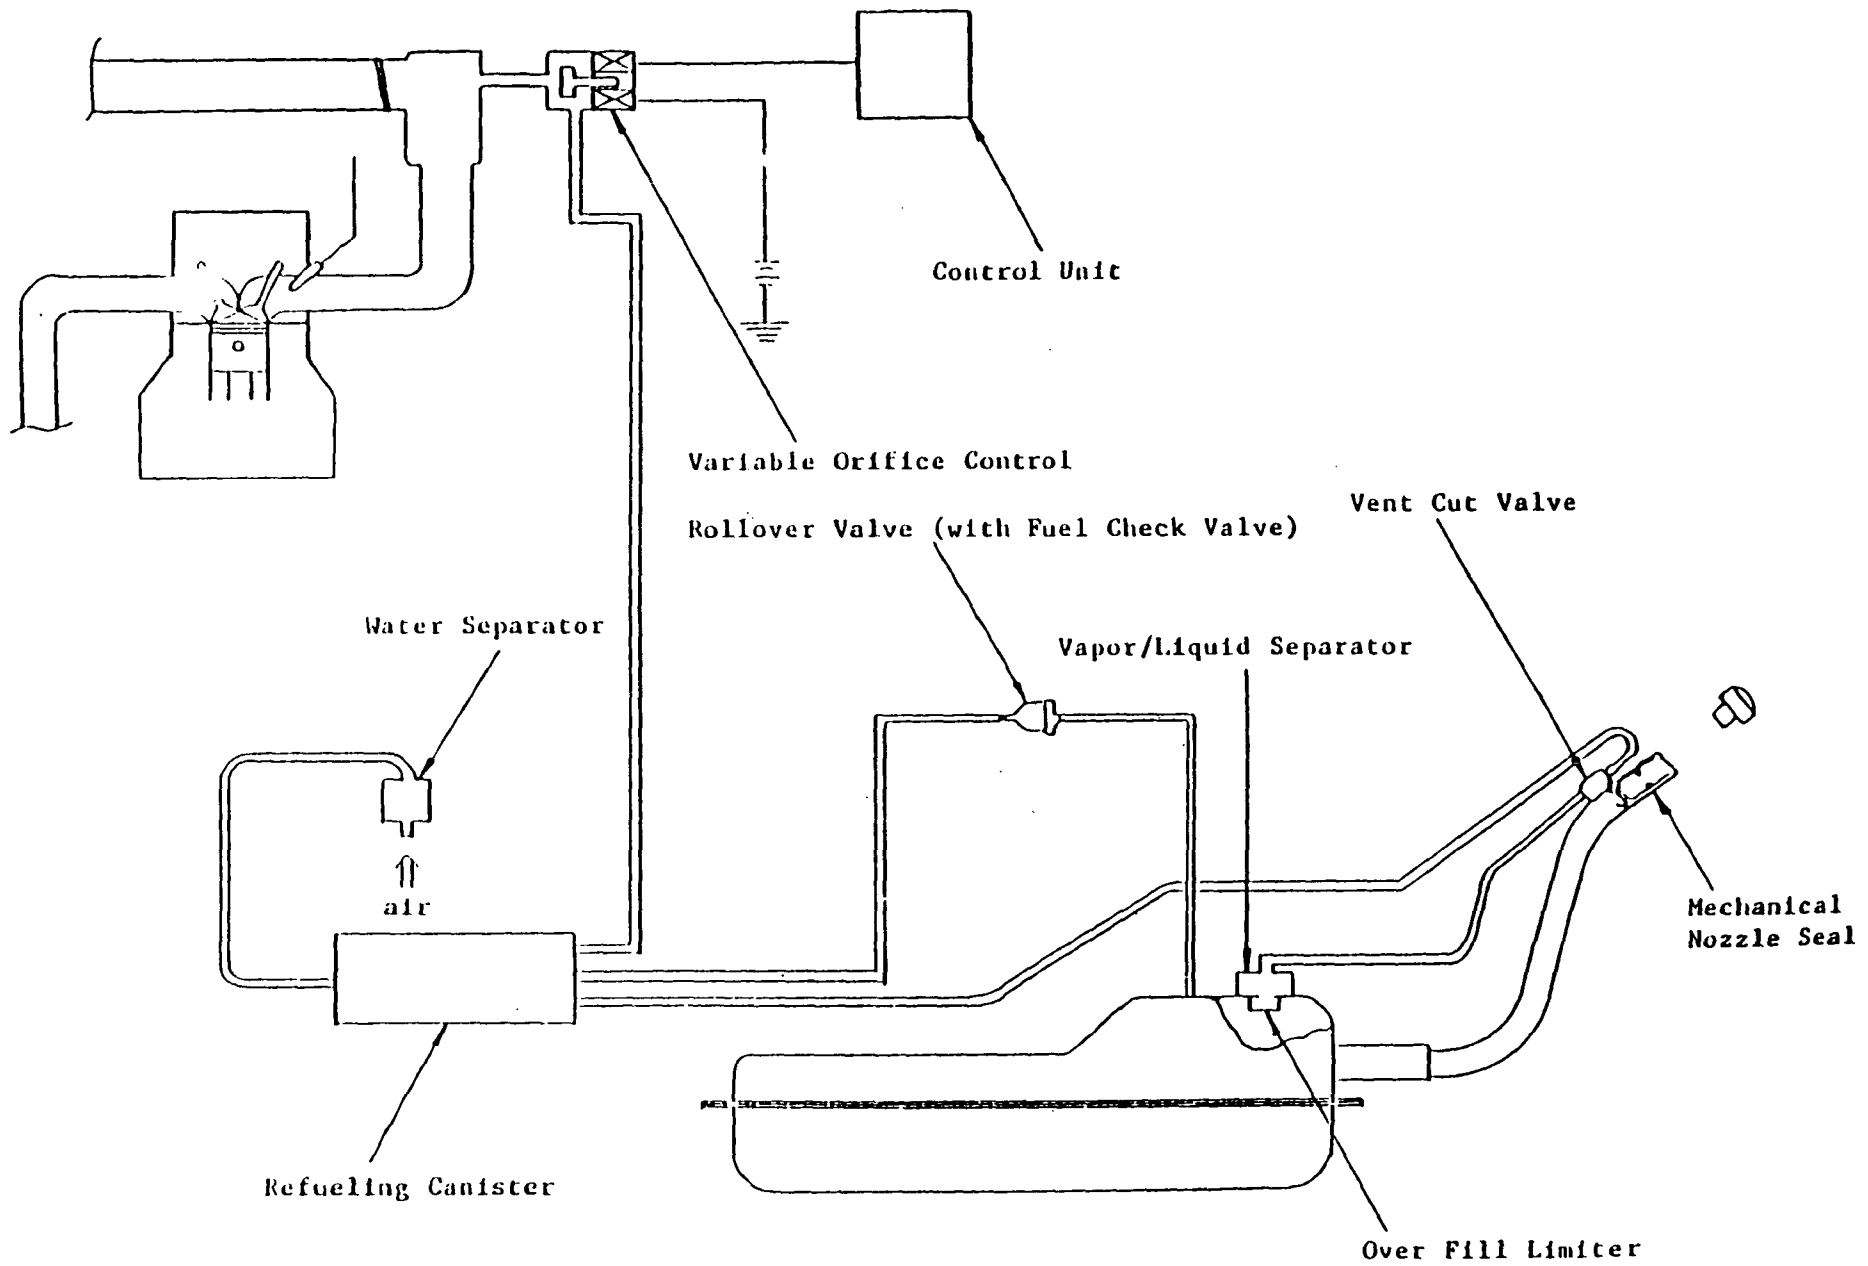 Control Unit
Variable Orifice Control
Vent Cut Valve
Rollover Valve (with Fuel Check Valve)
Water Separator
Vapor/Liquid Separator
air
Mechanical
Nozzle Seal
Refueling Canister
Over Fill Limiter